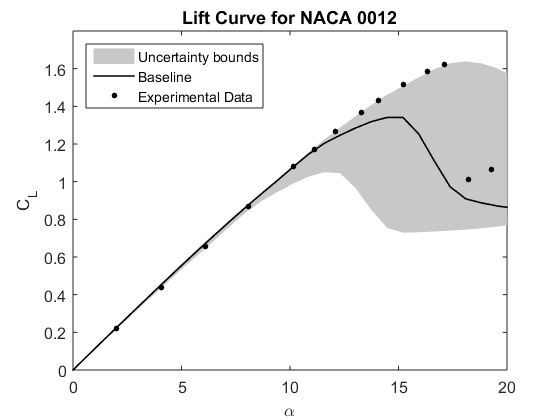 Lift Curve for NACA 0012
Uncertainty bounds
Baseline
Experimental Data
C_L
1.6
1.4
1.2
1
0.8
0.6
0.4
0.2
0
0 5 10 15 20
α